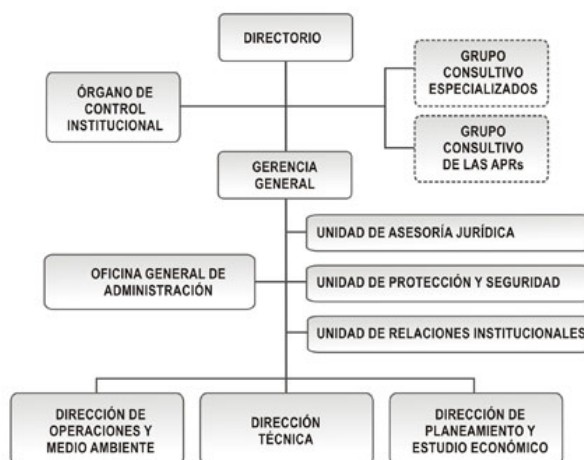 DIRECTORIO
GRUPO
CONSULTIVO
ESPECIALIZADOS
ÓRGANO DE
CONTROL
INSTITUCIONAL
GRUPO
CONSULTIVO
DE LAS APRs
GERENCIA
GENERAL
UNIDAD DE ASESORÍA JURÍDICA
OFICINA GENERAL DE
ADMINISTRACIÓN
UNIDAD DE PROTECCIÓN Y SEGURIDAD
UNIDAD DE RELACIONES INSTITUCIONALES
DIRECCIÓN DE
OPERACIONES Y
MEDIO AMBIENTE
DIRECCIÓN
TÉCNICA
DIRECCIÓN DE
PLANEAMIENTO Y
ESTUDIO ECONÓMICO